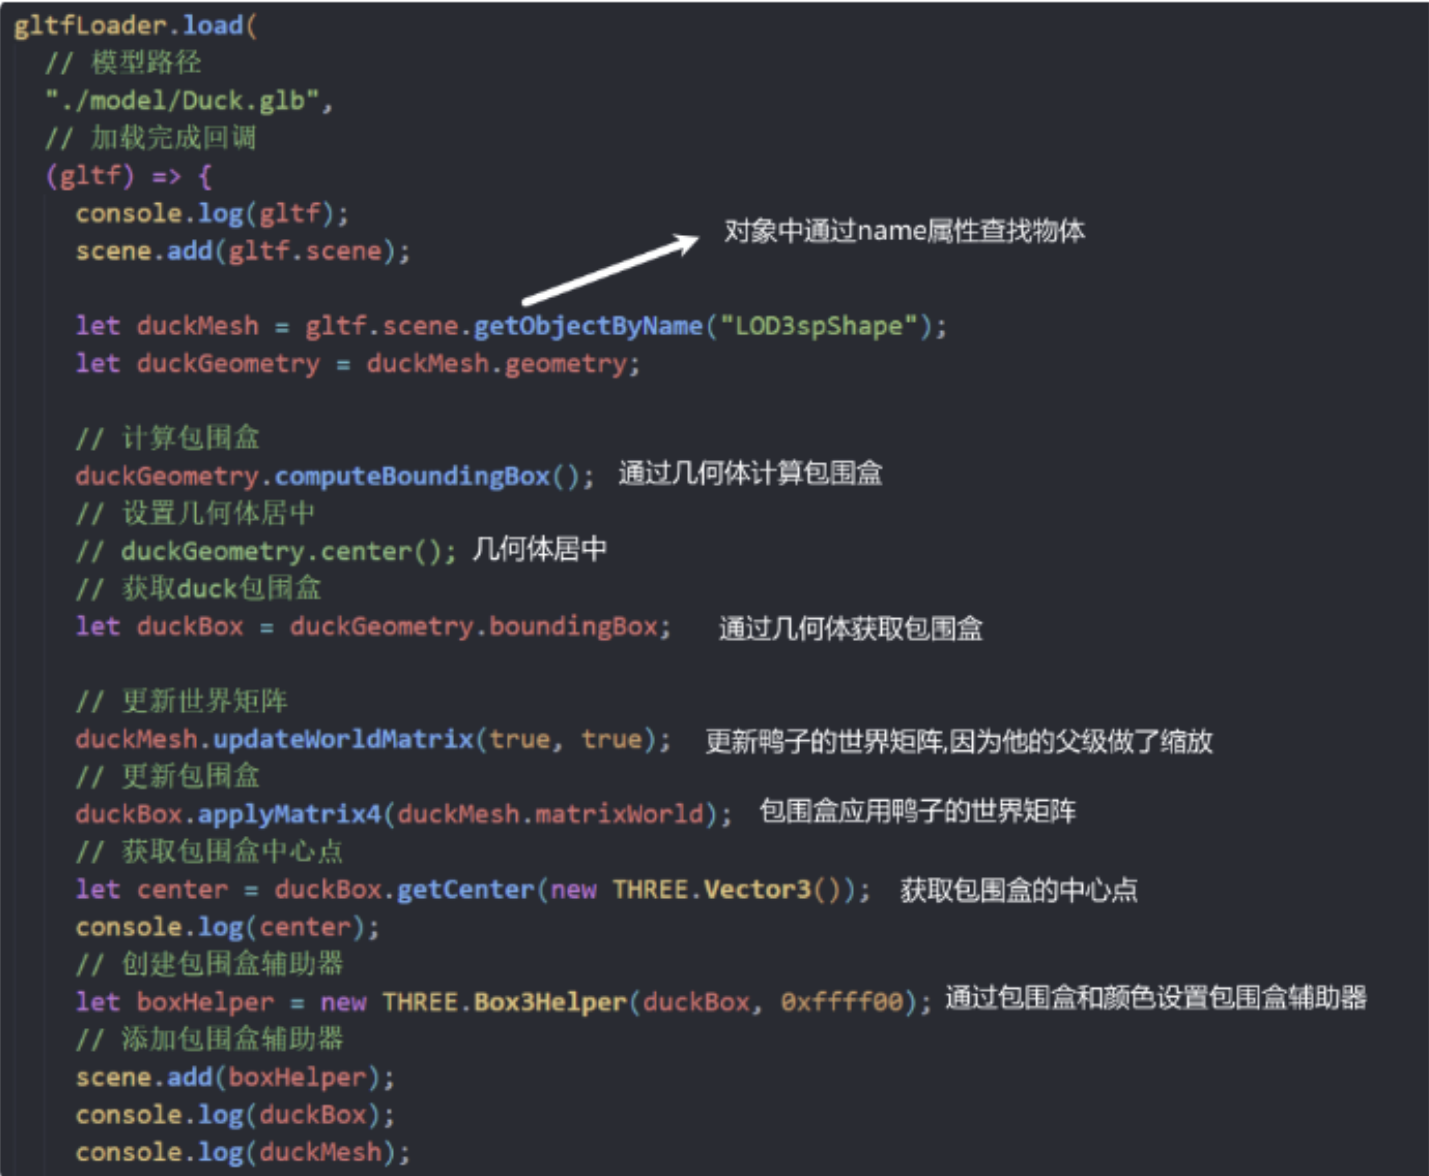 gltfLoader.load(
// 模型路径
"./model/Duck.glb",
// 加载完成回调
(gltf) => {
console.log(gltf);
对象中通过name属性查找物体
scene.add(gltf.scene);
let duckMesh = gltf.scene.getObjectByName("LOD3spShape");
let duckGeometry = duckMesh.geometry;
// 计算包围盒
duckGeometry.computeBoundingBox(); 通过几何体计算包围盒
// 设置几何体居中
// duckGeometry.center(); 几何体居中
// 获取duck包围盒
let duckBox = duckGeometry.boundingBox; 通过几何体获取包围盒
// 更新世界矩阵
duckMesh.updateWorldMatrix(true, true); 更新鸭子的世界矩阵,因为他的父级做了缩放
// 更新包围盒
duckBox.applyMatrix4(duckMesh.matrixWorld); 包围盒应用鸭子的世界矩阵
// 获取包围盒中心点
let center = duckBox.getCenter(new THREE.Vector3()); 获取包围盒的中心点
console.log(center);
// 创建包围盒辅助器
let boxHelper = new THREE.Box3Helper(duckBox, 0xffff00); 通过包围盒和颜色设置包围盒辅助器
// 添加包围盒辅助器
scene.add(boxHelper);
console.log(duckBox);
console.log(duckMesh);